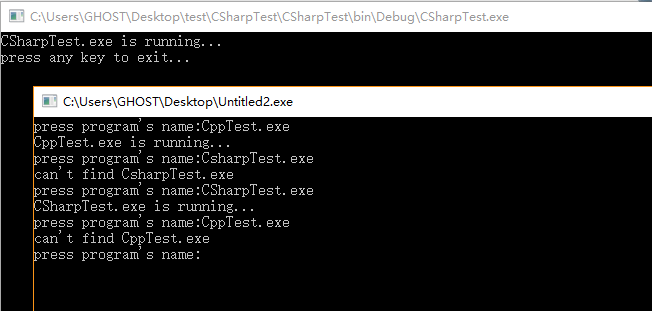 C:\Users\GHOST\Desktop\test\CSharpTest\CSharpTest\bin\Debug\CSharpTest.exe
CSharpTest.exe is running...
press any key to exit...
C:\Users\GHOST\Desktop\Untitled2.exe
press program's name:CppTest.exe
CppTest.exe is running...
press program's name:CsharpTest.exe
can't find CsharpTest.exe
press program's name:CSharpTest.exe
CSharpTest.exe is running...
press program's name:CppTest.exe
can't find CppTest.exe
press program's name: